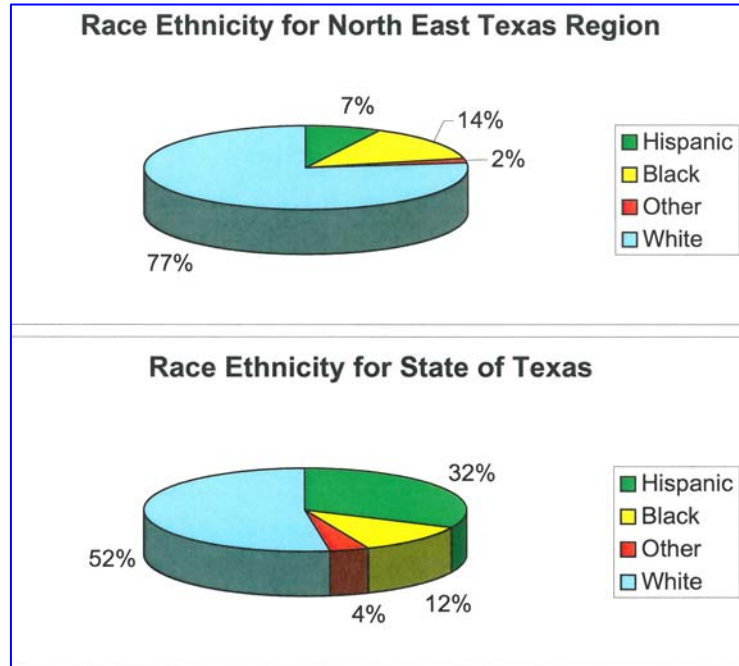 Race Ethnicity for North East Texas Region
7%
14%
2%
77%
Hispanic
Black
Other
White
Race Ethnicity for State of Texas
32%
52%
4%
12%
Hispanic
Black
Other
White